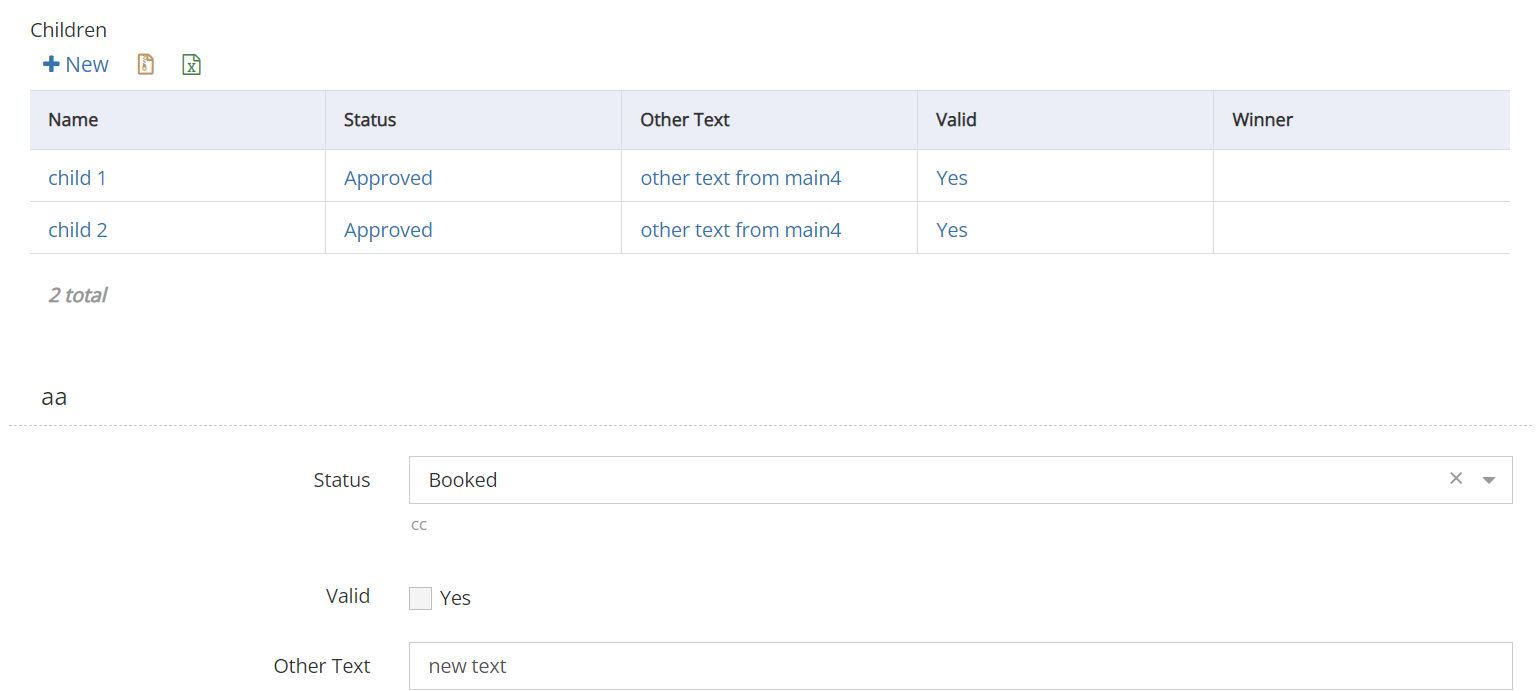 Children
New
Name Status Other Text Valid Winner
child 1 Approved other text from main4 Yes
child 2 Approved other text from main4 Yes
2 total
aa
Status Booked
cc
Valid Yes
Other Text new text